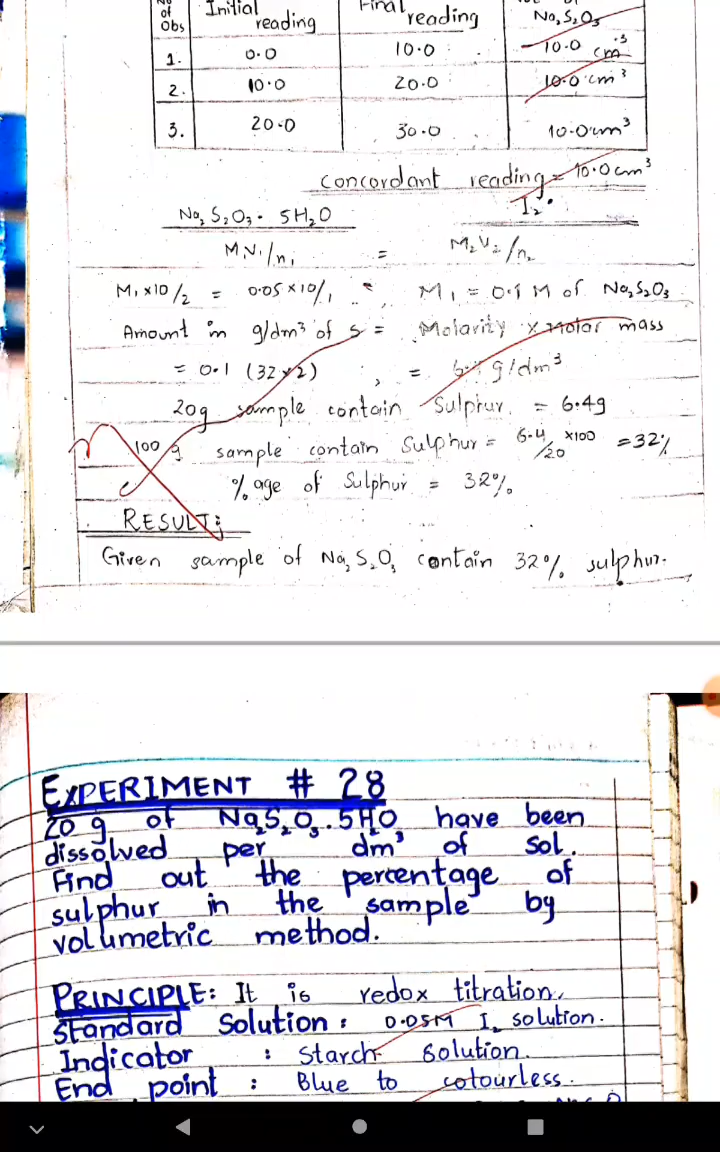 No of Obs | Initial reading | Final reading | Na₂S₂O₃
1. | 0.0 | 10.0 | 10.0 cm³
2. | 10.0 | 20.0 | 10.0 cm³
3. | 20.0 | 30.0 | 10.0 cm³
Concordant reading = 10.0 cm³
Na₂S₂O₃. 5H₂O I₂.
M₁V₁/n₁ = M₂V₂/n₂
M₁×10/2 = 0.05×10/1 M₁ = 0.1 M of Na₂S₂O₃
Amount in g/dm³ of S = Molarity × Molar mass
= 0.1 (32×2) , = g/dm³
20g sample contain Sulphur = 6.4g
100 g sample contain Sulphur = 6.4/20 ×100 = 32%
% age of Sulphur = 32%.
RESULT:
Given sample of Na₂S₂O₃ contain 32% sulphur.
EXPERIMENT # 28
20 g of Na₂S₂O₃.5H₂O have been
dissolved per dm³ of sol.
Find out the percentage of
sulphur in the sample by
volumetric method.
PRINCIPLE: It is redox titration.
Standard Solution : 0.05M I₂ solution.
Indicator : Starch Solution.
End point : Blue to colourless.